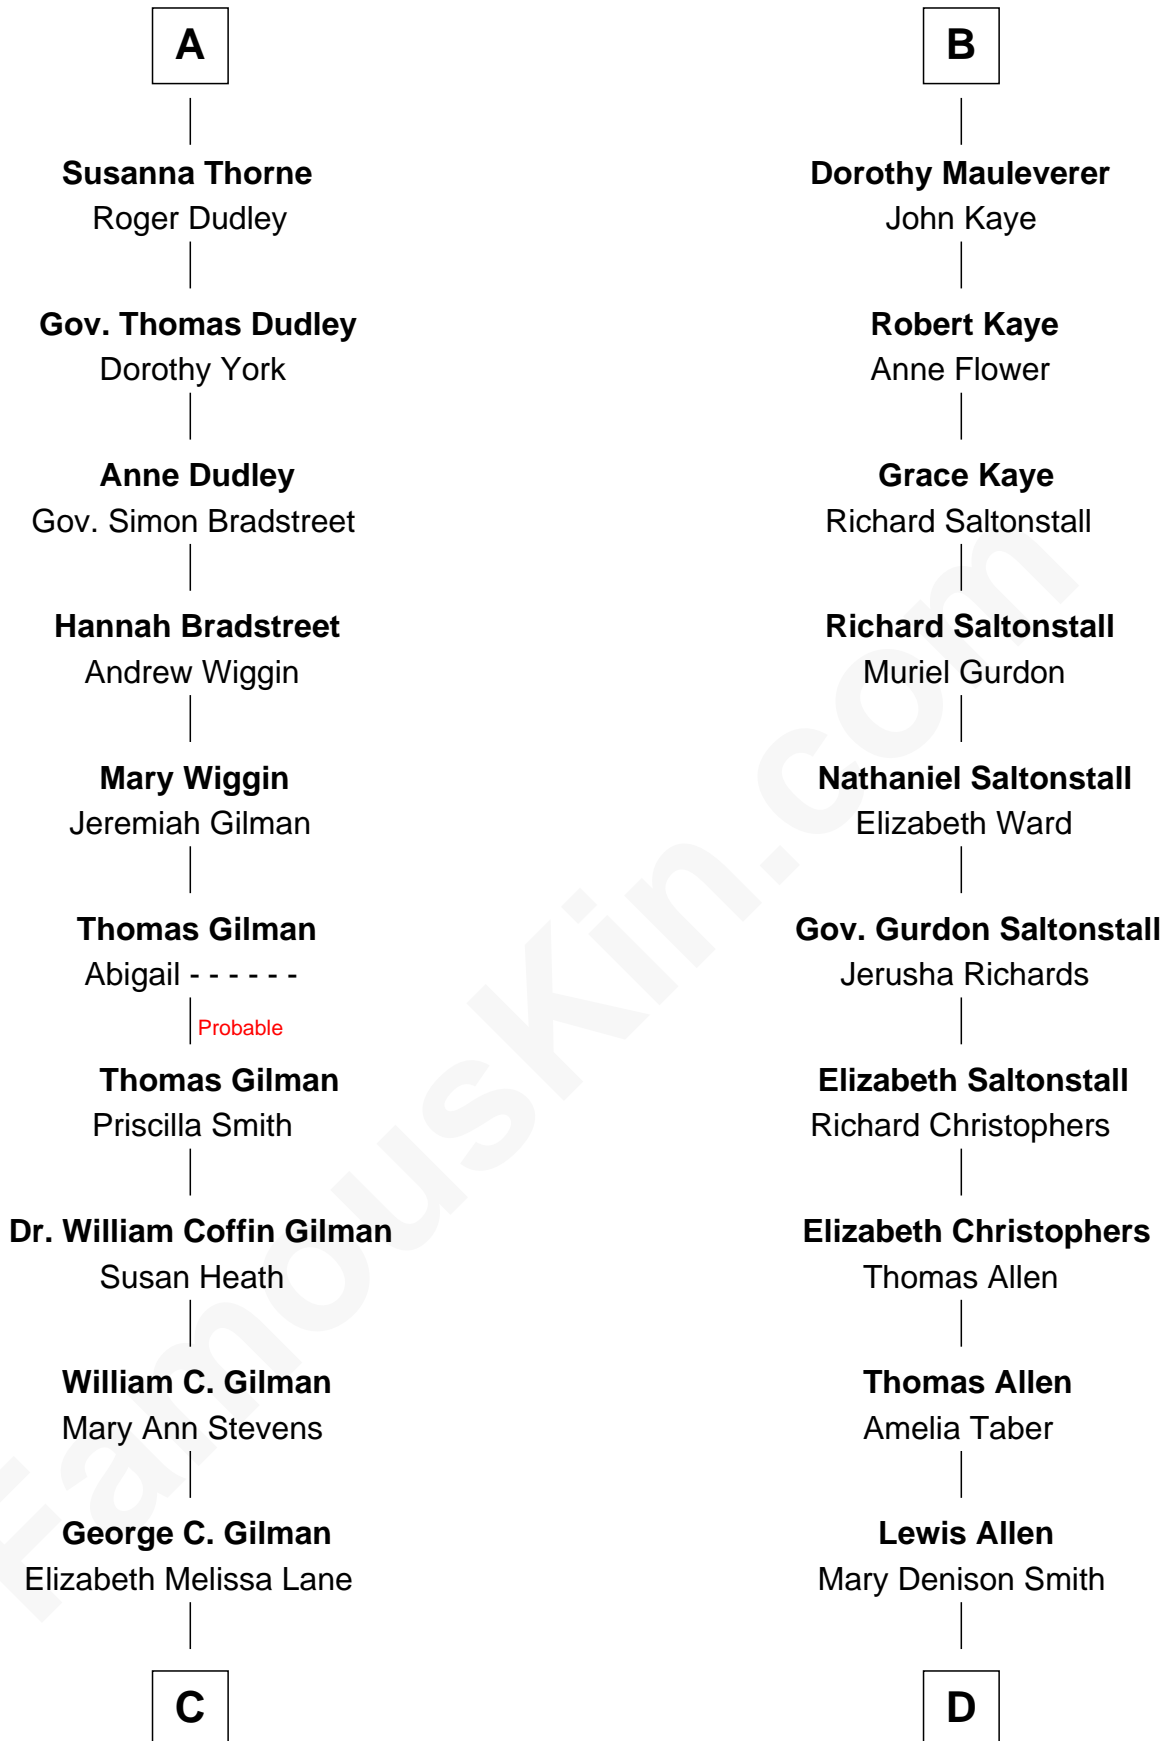 A
Susanna Thorne
Roger Dudley
Gov. Thomas Dudley
Dorothy York
Anne Dudley
Gov. Simon Bradstreet
Hannah Bradstreet
Andrew Wiggin
Mary Wiggin
Jeremiah Gilman
Thomas Gilman
Abigail - - - - - -
Probable
Thomas Gilman
Priscilla Smith
Dr. William Coffin Gilman
Susan Heath
William C. Gilman
Mary Ann Stevens
George C. Gilman
Elizabeth Melissa Lane
C
B
Dorothy Mauleverer
John Kaye
Robert Kaye
Anne Flower
Grace Kaye
Richard Saltonstall
Richard Saltonstall
Muriel Gurdon
Nathaniel Saltonstall
Elizabeth Ward
Gov. Gurdon Saltonstall
Jerusha Richards
Elizabeth Saltonstall
Richard Christophers
Elizabeth Christophers
Thomas Allen
Thomas Allen
Amelia Taber
Lewis Allen
Mary Denison Smith
D
FamousKin.com